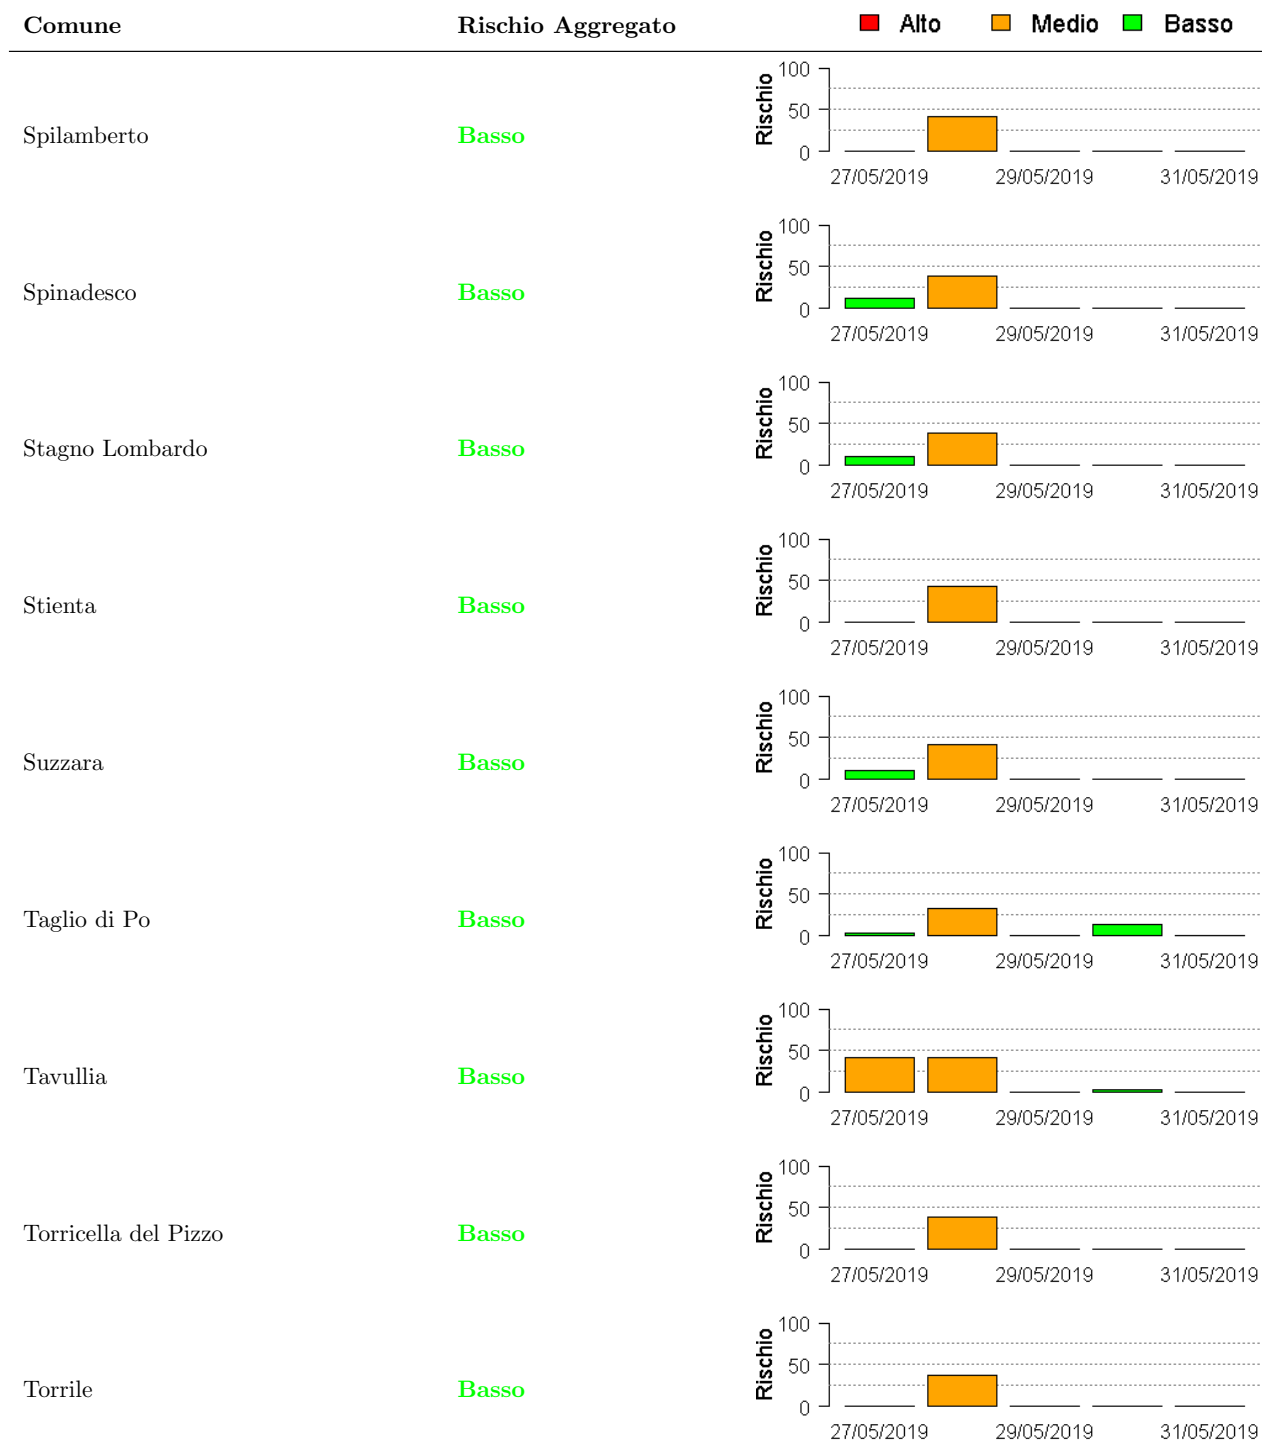 Comune Rischio Aggregato Alto Medio Basso
Spilamberto Basso Rischio 100 50 0
27/05/2019 29/05/2019 31/05/2019
Spinadesco Basso Rischio 100 50 0
27/05/2019 29/05/2019 31/05/2019
Stagno Lombardo Basso Rischio 100 50 0
27/05/2019 29/05/2019 31/05/2019
Stienta Basso Rischio 100 50 0
27/05/2019 29/05/2019 31/05/2019
Suzzara Basso Rischio 100 50 0
27/05/2019 29/05/2019 31/05/2019
Taglio di Po Basso Rischio 100 50 0
27/05/2019 29/05/2019 31/05/2019
Tavullia Basso Rischio 100 50 0
27/05/2019 29/05/2019 31/05/2019
Torricella del Pizzo Basso Rischio 100 50 0
27/05/2019 29/05/2019 31/05/2019
Torrile Basso Rischio 100 50 0
27/05/2019 29/05/2019 31/05/2019